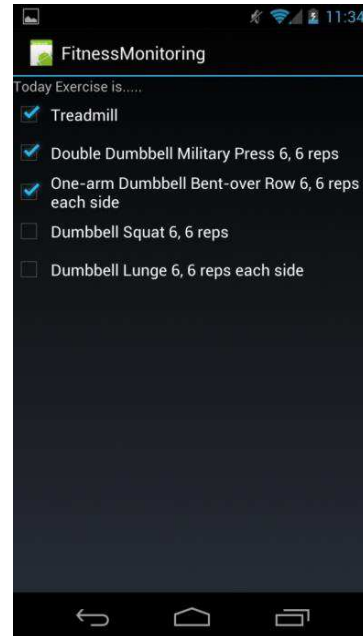 11:34
FitnessMonitoring
Today Exercise is.....
Treadmill
Double Dumbbell Military Press 6, 6 reps
One-arm Dumbbell Bent-over Row 6, 6 reps
each side
Dumbbell Squat 6, 6 reps
Dumbbell Lunge 6, 6 reps each side